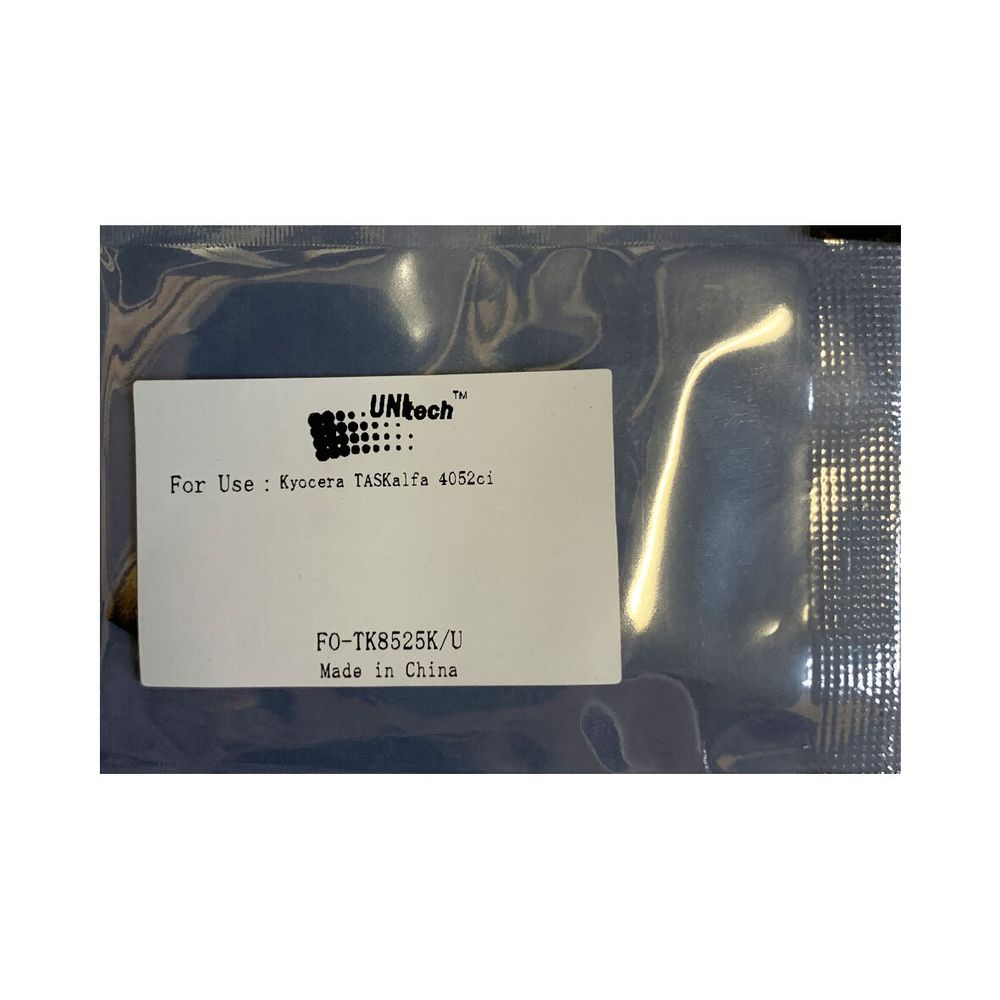 UNItech™
For Use : Kyocera TASKalfa 4052ci
FO-TK8525K/U
Made in China